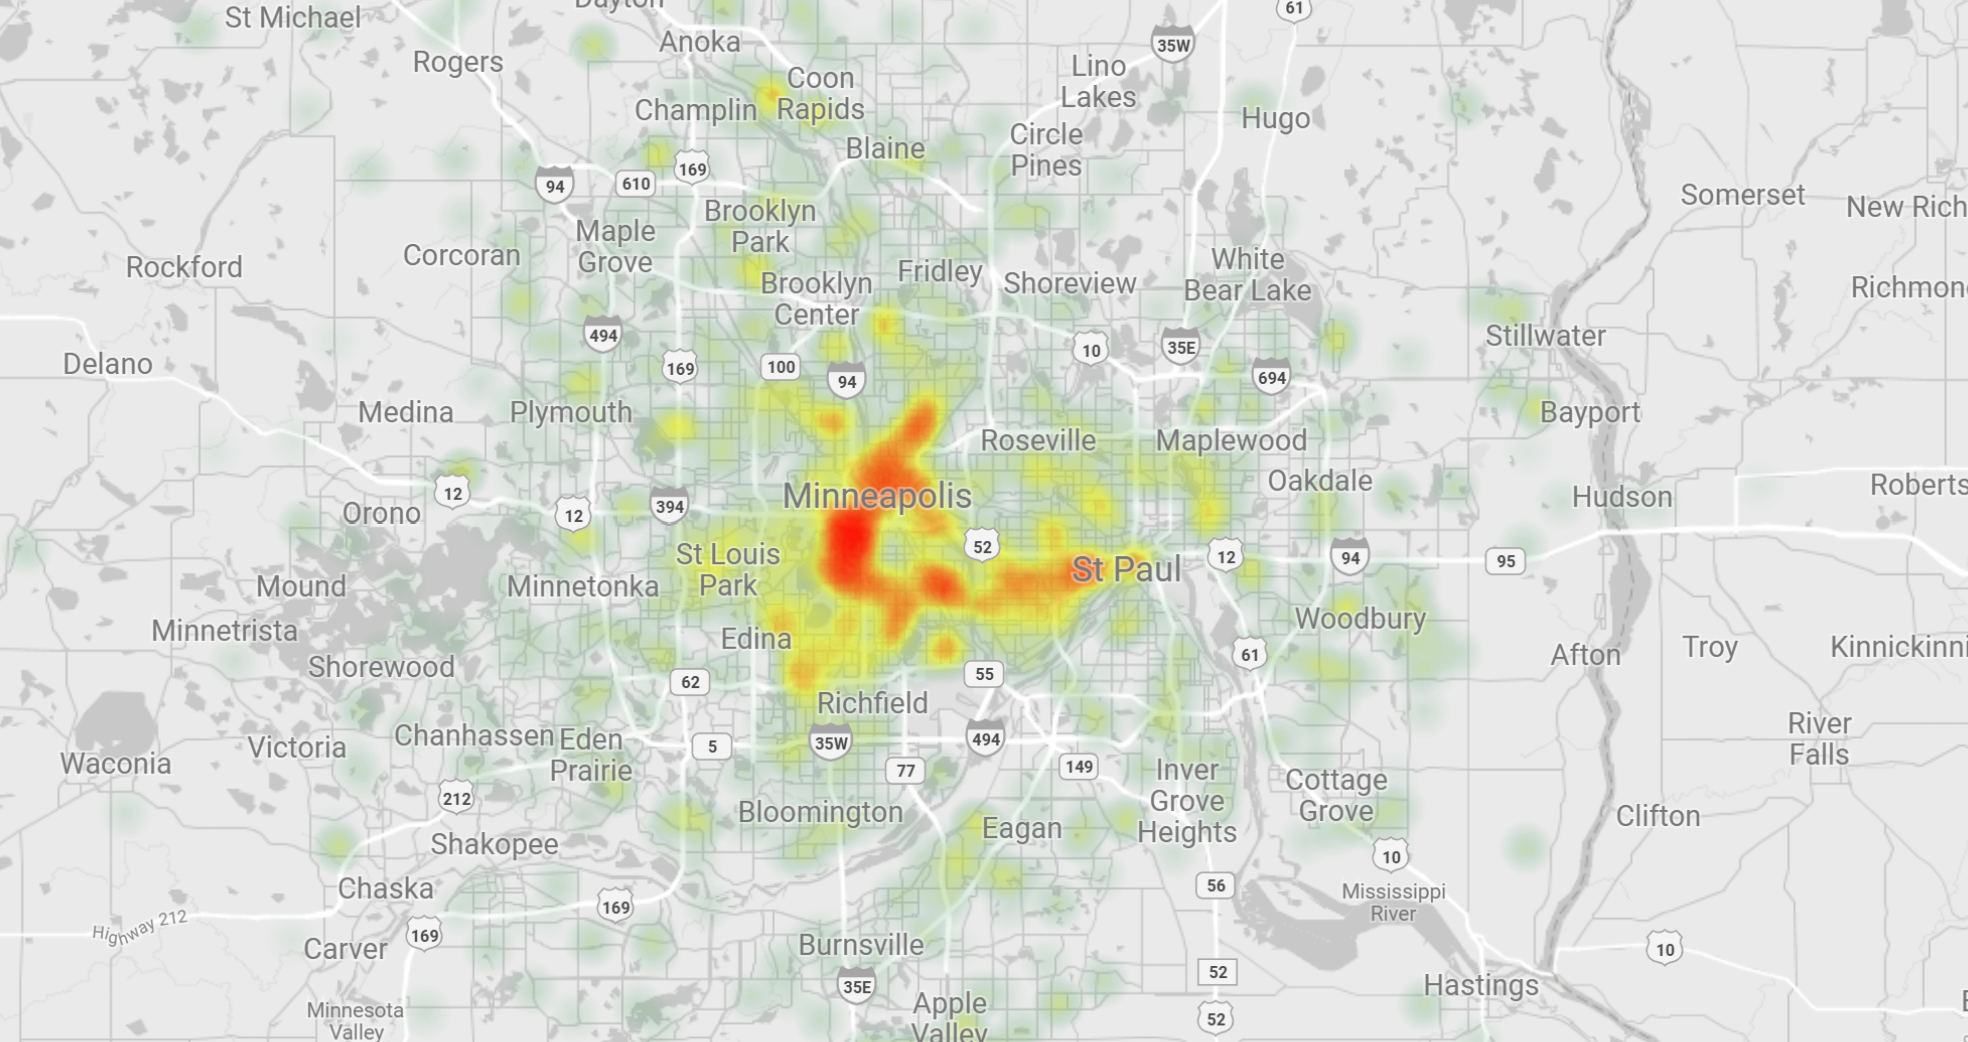 Dayton
61
St Michael
Anoka
35W
Rogers
Lino
Lakes
Coon
Rapids
Champlin
Hugo
Circle
Pines
Blaine
94
610
169
Somerset
New Rich
Brooklyn
Park
Maple
Grove
Corcoran
Rockford
Fridley
Shoreview
White
Bear Lake
Brooklyn
Center
Richmon
494
Stillwater
10
35E
Delano
169
100
94
694
Medina
Plymouth
Bayport
Roseville
Maplewood
Oakdale
Roberts
12
Minneapolis
Hudson
Orono
12
394
52
St Louis
Park
St Paul
12
94
95
Mound
Minnetonka
Woodbury
Minnetrista
Edina
Shorewood
61
Afton
Troy
Kinnickinni
62
55
Richfield
River
Falls
Victoria
Chanhassen
Eden
Prairie
5
35W
494
Waconia
77
149
Inver
Grove
Heights
Cottage
Grove
212
Bloomington
Eagan
Clifton
Shakopee
10
Chaska
56
Mississippi
River
169
Highway 212
169
Carver
Burnsville
10
52
35E
Hastings
Minnesota
Valley
Apple
Valley
52